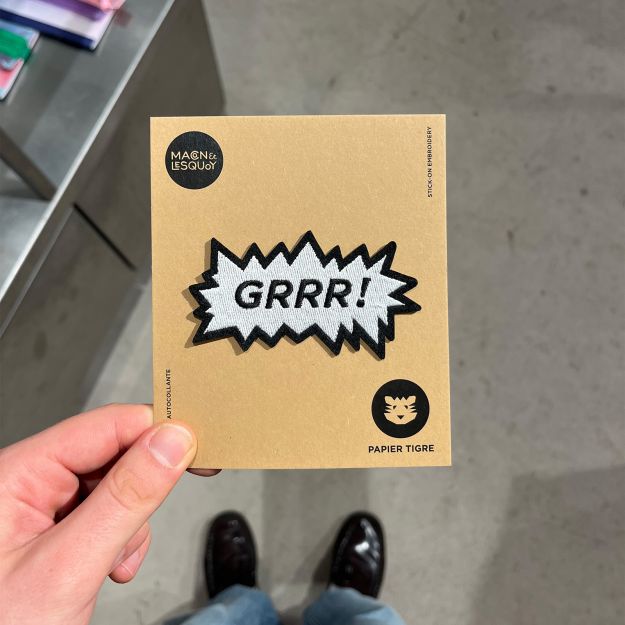 MACON &
LESQUOY
STICK-ON EMBROIDERY
GRRR!
AUTOCOLLANTE
PAPIER TIGRE